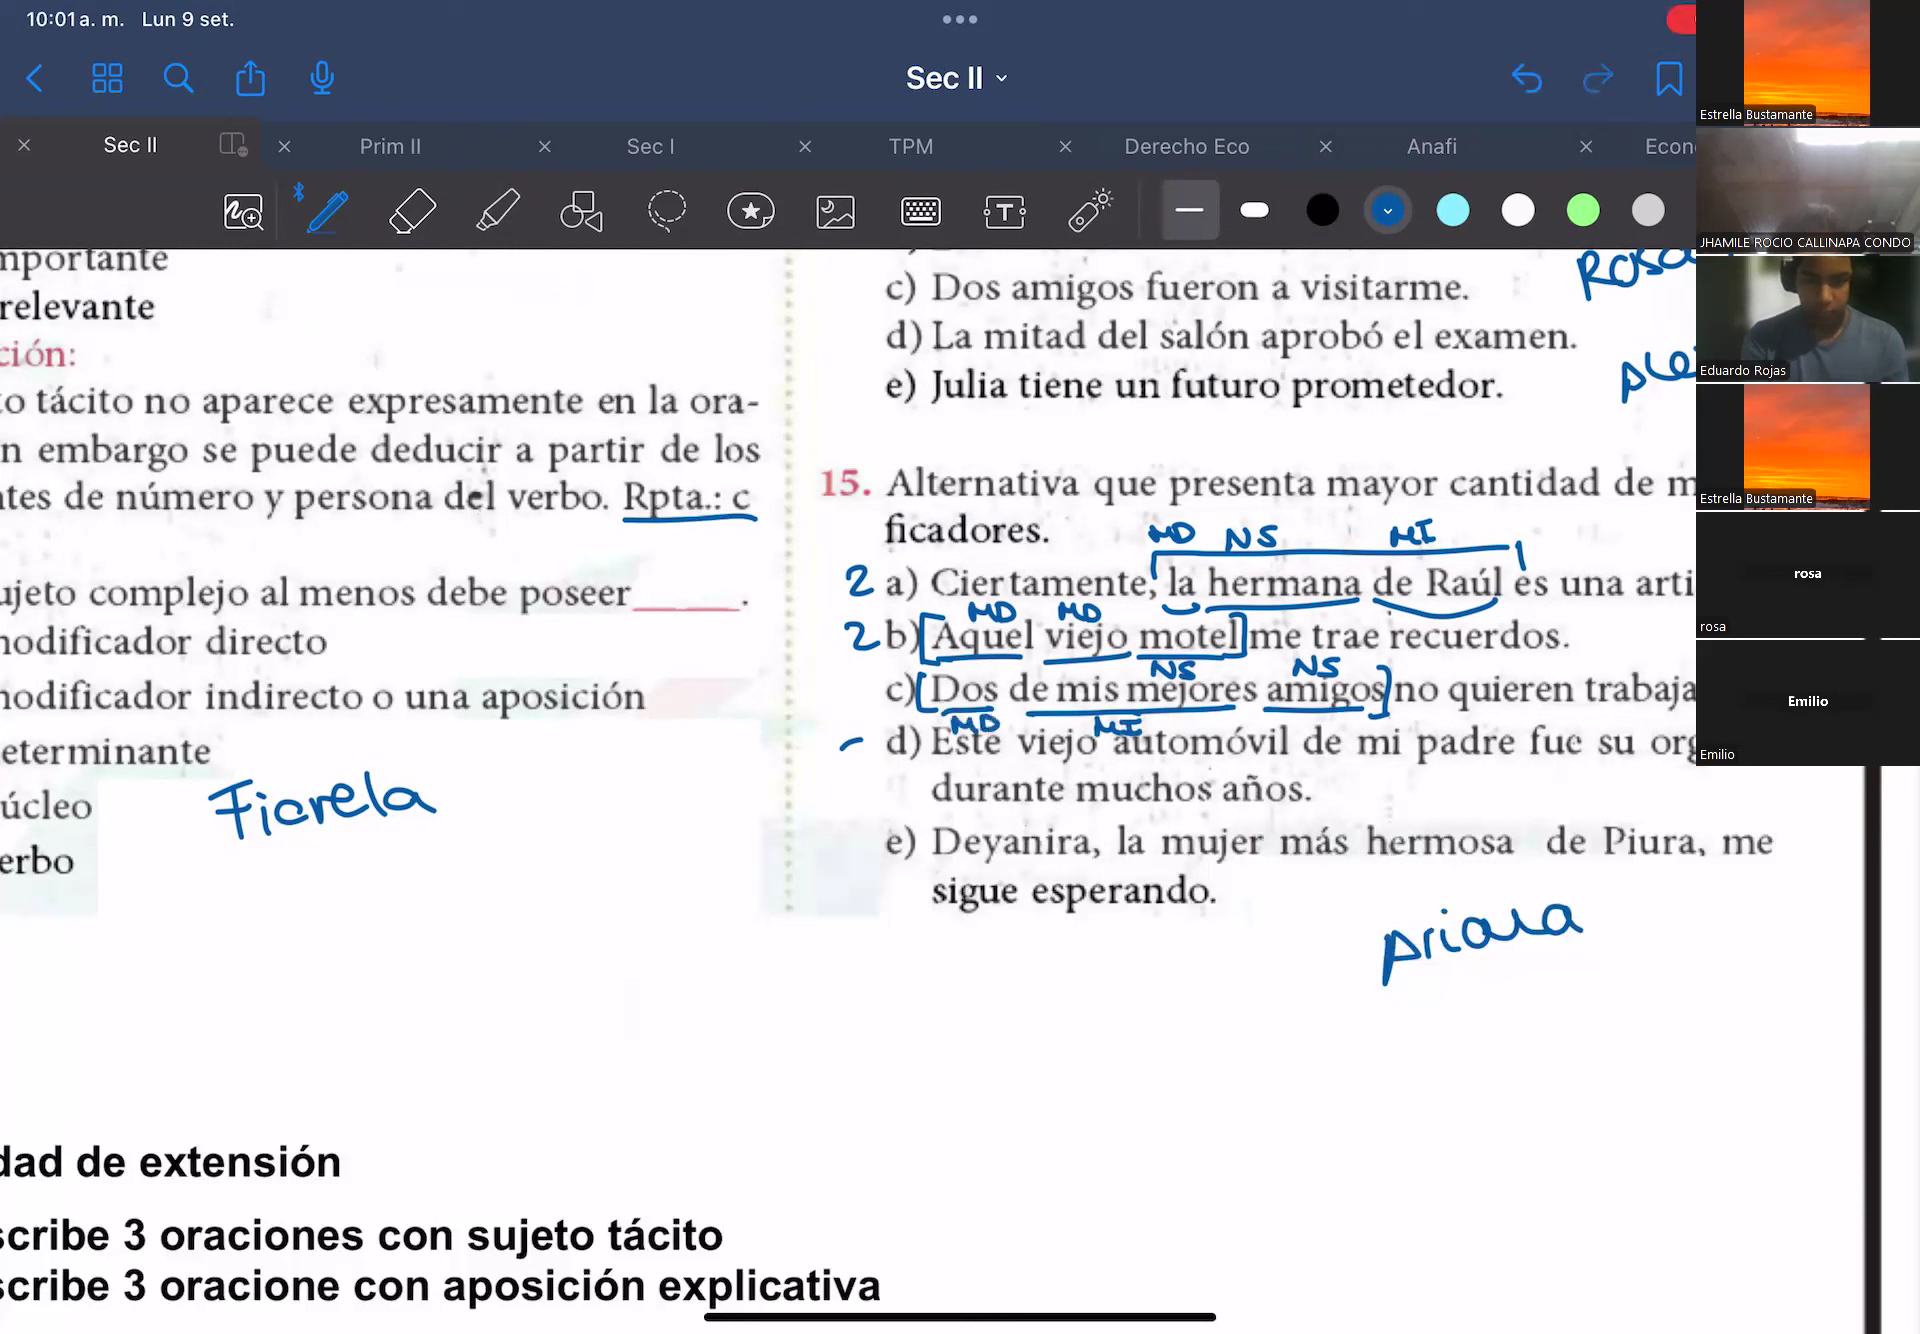 10:01 a. m. Lun 9 set.
Sec II
Sec II
Prim II
Sec I
TPM
Derecho Eco
Anafi
Econ
importante
relevante
ción:
to tácito no aparece expresamente en la ora-
n embargo se puede deducir a partir de los
ntes de número y persona del verbo. Rpta.: c
ujeto complejo al menos debe poseer_____.
nodificador directo
nodificador indirecto o una aposición
eterminante
úcleo
Fiorela
erbo
c) Dos amigos fueron a visitarme.
Rosa
d) La mitad del salón aprobó el examen.
Ale
e) Julia tiene un futuro prometedor.
15. Alternativa que presenta mayor cantidad de m
ficadores.
MD NS MI
2 a) Ciertamente, la hermana de Raúl es una arti
MD MD
2 b) [Aquel viejo motel] me trae recuerdos.
NS NS
c) [Dos de mis mejores amigos] no quieren trabaja
MD MI
- d) Este viejo automóvil de mi padre fue su org
durante muchos años.
e) Deyanira, la mujer más hermosa de Piura, me
sigue esperando.
Ariana
dad de extensión
scribe 3 oraciones con sujeto tácito
scribe 3 oracione con aposición explicativa
Estrella Bustamante
JHAMILE ROCIO CALLINAPA CONDO
Eduardo Rojas
Estrella Bustamante
rosa
rosa
Emilio
Emilio